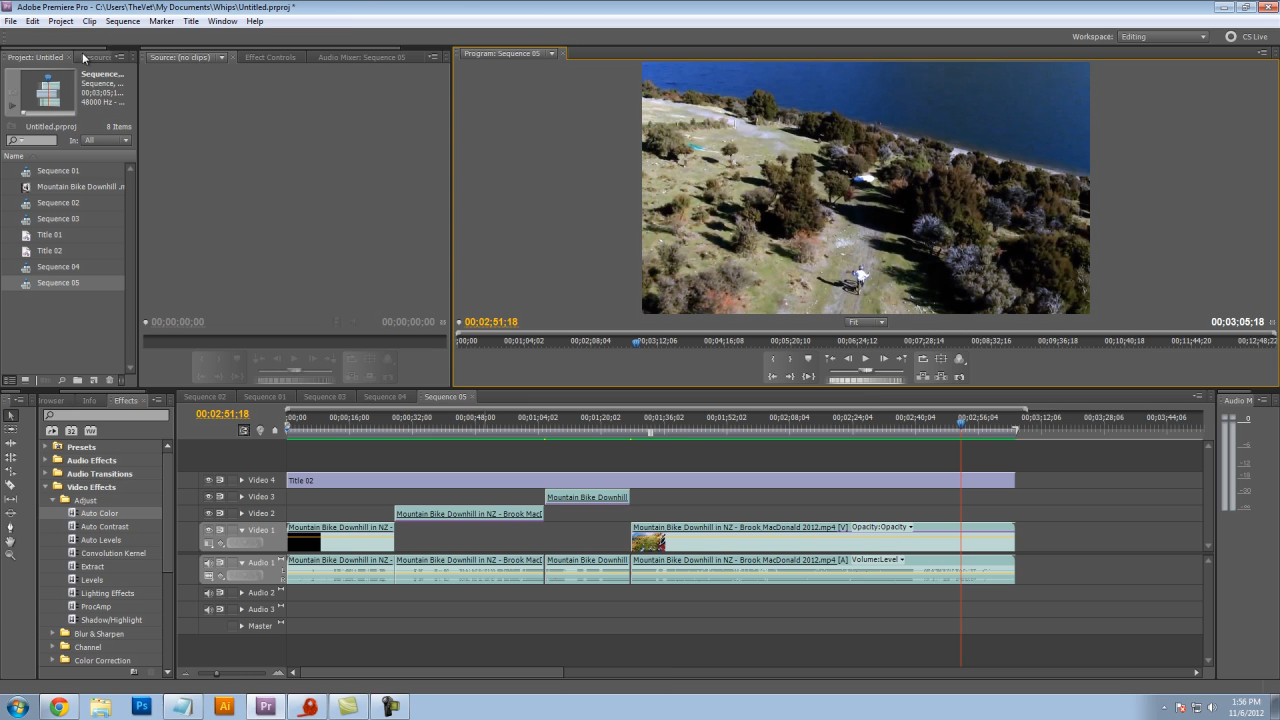 Adobe Premiere Pro - C:\Users\TheVet\My Documents\Whips\Untitled.prproj *
File Edit Project Clip Sequence Marker Title Window Help
Workspace: Editing CS Live
Project: Untitled
Source: (no clips) Effect Controls Audio Mixer: Sequence 05
Program: Sequence 05
Sequence...
Sequence, ...
00;03;05;1...
48000 Hz - ...
Untitled.prproj 8 Items
In: All
Name
Sequence 01
Mountain Bike Downhill
Sequence 02
Sequence 03
Title 01
Title 02
Sequence 04
Sequence 05
00;00;00;00 00;00;00;00
00;02;51;18 Fit 00;03;05;18
;00;00 00;01;04;02 00;02;08;04 00;03;12;06 00;04;16;08 00;05;20;10 00;06;24;12 00;07;28;14 00;08;32;16 00;09;36;18 00;10;40;18 00;11;44;20 00;12;48;22
rowser Info Effects
Presets
Audio Effects
Audio Transitions
Video Effects
Adjust
Auto Color
Auto Contrast
Auto Levels
Convolution Kernel
Extract
Levels
Lighting Effects
ProcAmp
Shadow/Highlight
Blur & Sharpen
Channel
Color Correction
Sequence 02 Sequence 01 Sequence 03 Sequence 04 Sequence 05
00;02;51;18
;00;00 00;00;16;00 00;00;32;00 00;00;48;00 00;01;04;02 00;01;20;02 00;01;36;02 00;01;52;02 00;02;08;04 00;02;24;04 00;02;40;04 00;02;56;04 00;03;12;06 00;03;28;06 00;03;44;06
Video 4 Title 02
Video 3 Mountain Bike Downhill
Video 2 Mountain Bike Downhill in NZ - Brook Mac
Video 1 Mountain Bike Downhill in NZ - Mountain Bike Downhill in NZ - Brook MacDonald 2012.mp4 [V] Opacity:Opacity
Audio 1 Mountain Bike Downhill in NZ - Mountain Bike Downhill in NZ - Brook Mac Mountain Bike Downhill Mountain Bike Downhill in NZ - Brook MacDonald 2012.mp4 [A] Volume:Level
Audio 2
Audio 3
Master
Audio M
0
-6
-12
-20
1:56 PM
11/6/2012